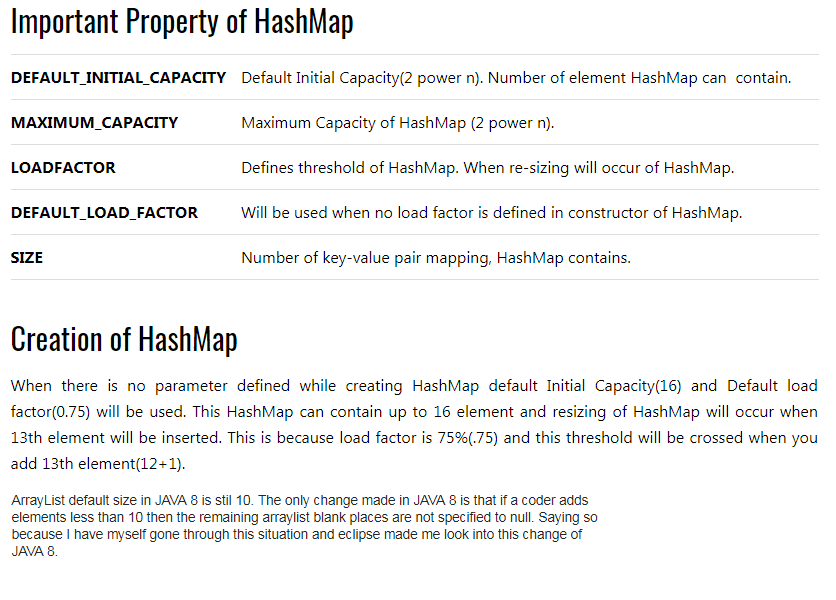 Important Property of HashMap
DEFAULT_INITIAL_CAPACITY Default Initial Capacity(2 power n). Number of element HashMap can contain.
MAXIMUM_CAPACITY Maximum Capacity of HashMap (2 power n).
LOADFACTOR Defines threshold of HashMap. When re-sizing will occur of HashMap.
DEFAULT_LOAD_FACTOR Will be used when no load factor is defined in constructor of HashMap.
SIZE Number of key-value pair mapping, HashMap contains.
Creation of HashMap
When there is no parameter defined while creating HashMap default Initial Capacity(16) and Default load
factor(0.75) will be used. This HashMap can contain up to 16 element and resizing of HashMap will occur when
13th element will be inserted. This is because load factor is 75%(.75) and this threshold will be crossed when you
add 13th element(12+1).
ArrayList default size in JAVA 8 is stil 10. The only change made in JAVA 8 is that if a coder adds
elements less than 10 then the remaining arraylist blank places are not specified to null. Saying so
because I have myself gone through this situation and eclipse made me look into this change of
JAVA 8.